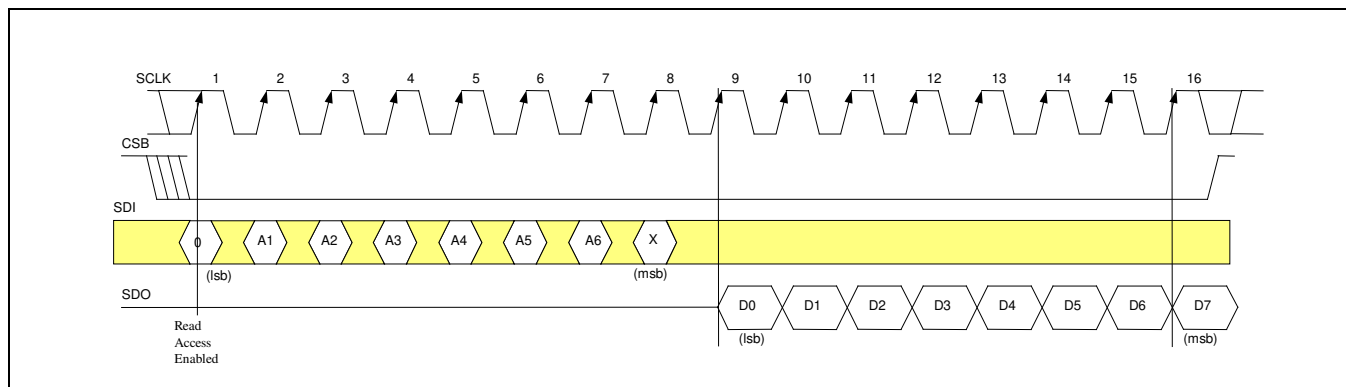 SCLK 1 2 3 4 5 6 7 8 9 10 11 12 13 14 15 16
CSB
SDI
0 A1 A2 A3 A4 A5 A6 X
(lsb) (msb)
SDO
D0 D1 D2 D3 D4 D5 D6 D7
(lsb) (msb)
Read
Access
Enabled